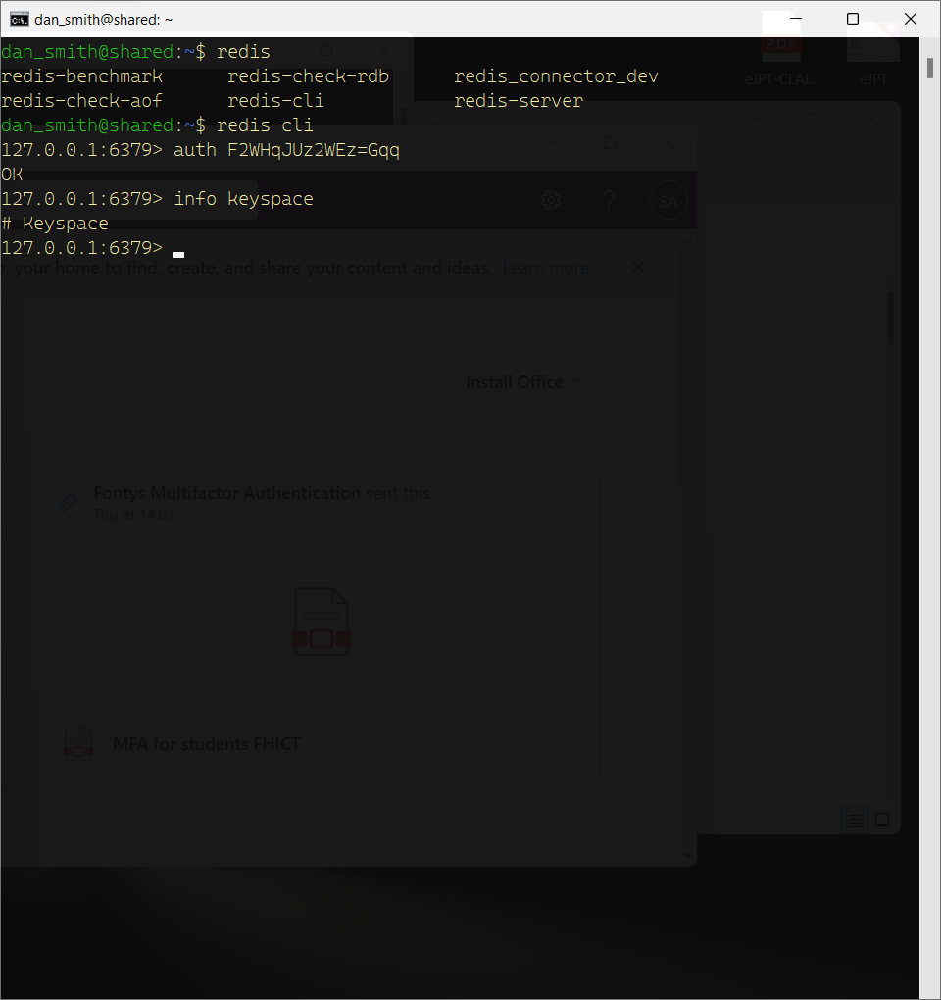 dan_smith@shared: ~
dan_smith@shared:~$ redis
redis-benchmark redis-check-rdb redis_connector_dev
redis-check-aof redis-cli redis-server
dan_smith@shared:~$ redis-cli
127.0.0.1:6379> auth F2WHqJUz2WEz=Gqq
OK
127.0.0.1:6379> info keyspace
# Keyspace
127.0.0.1:6379>
PDF
eJPT-CLAI...
eJPT
?
SA
, your home to find, create, and share your content and ideas. Learn more
Install Office
Fontys Multifactor Authentication sent this
Thu at 14:03
MFA for students FHICT